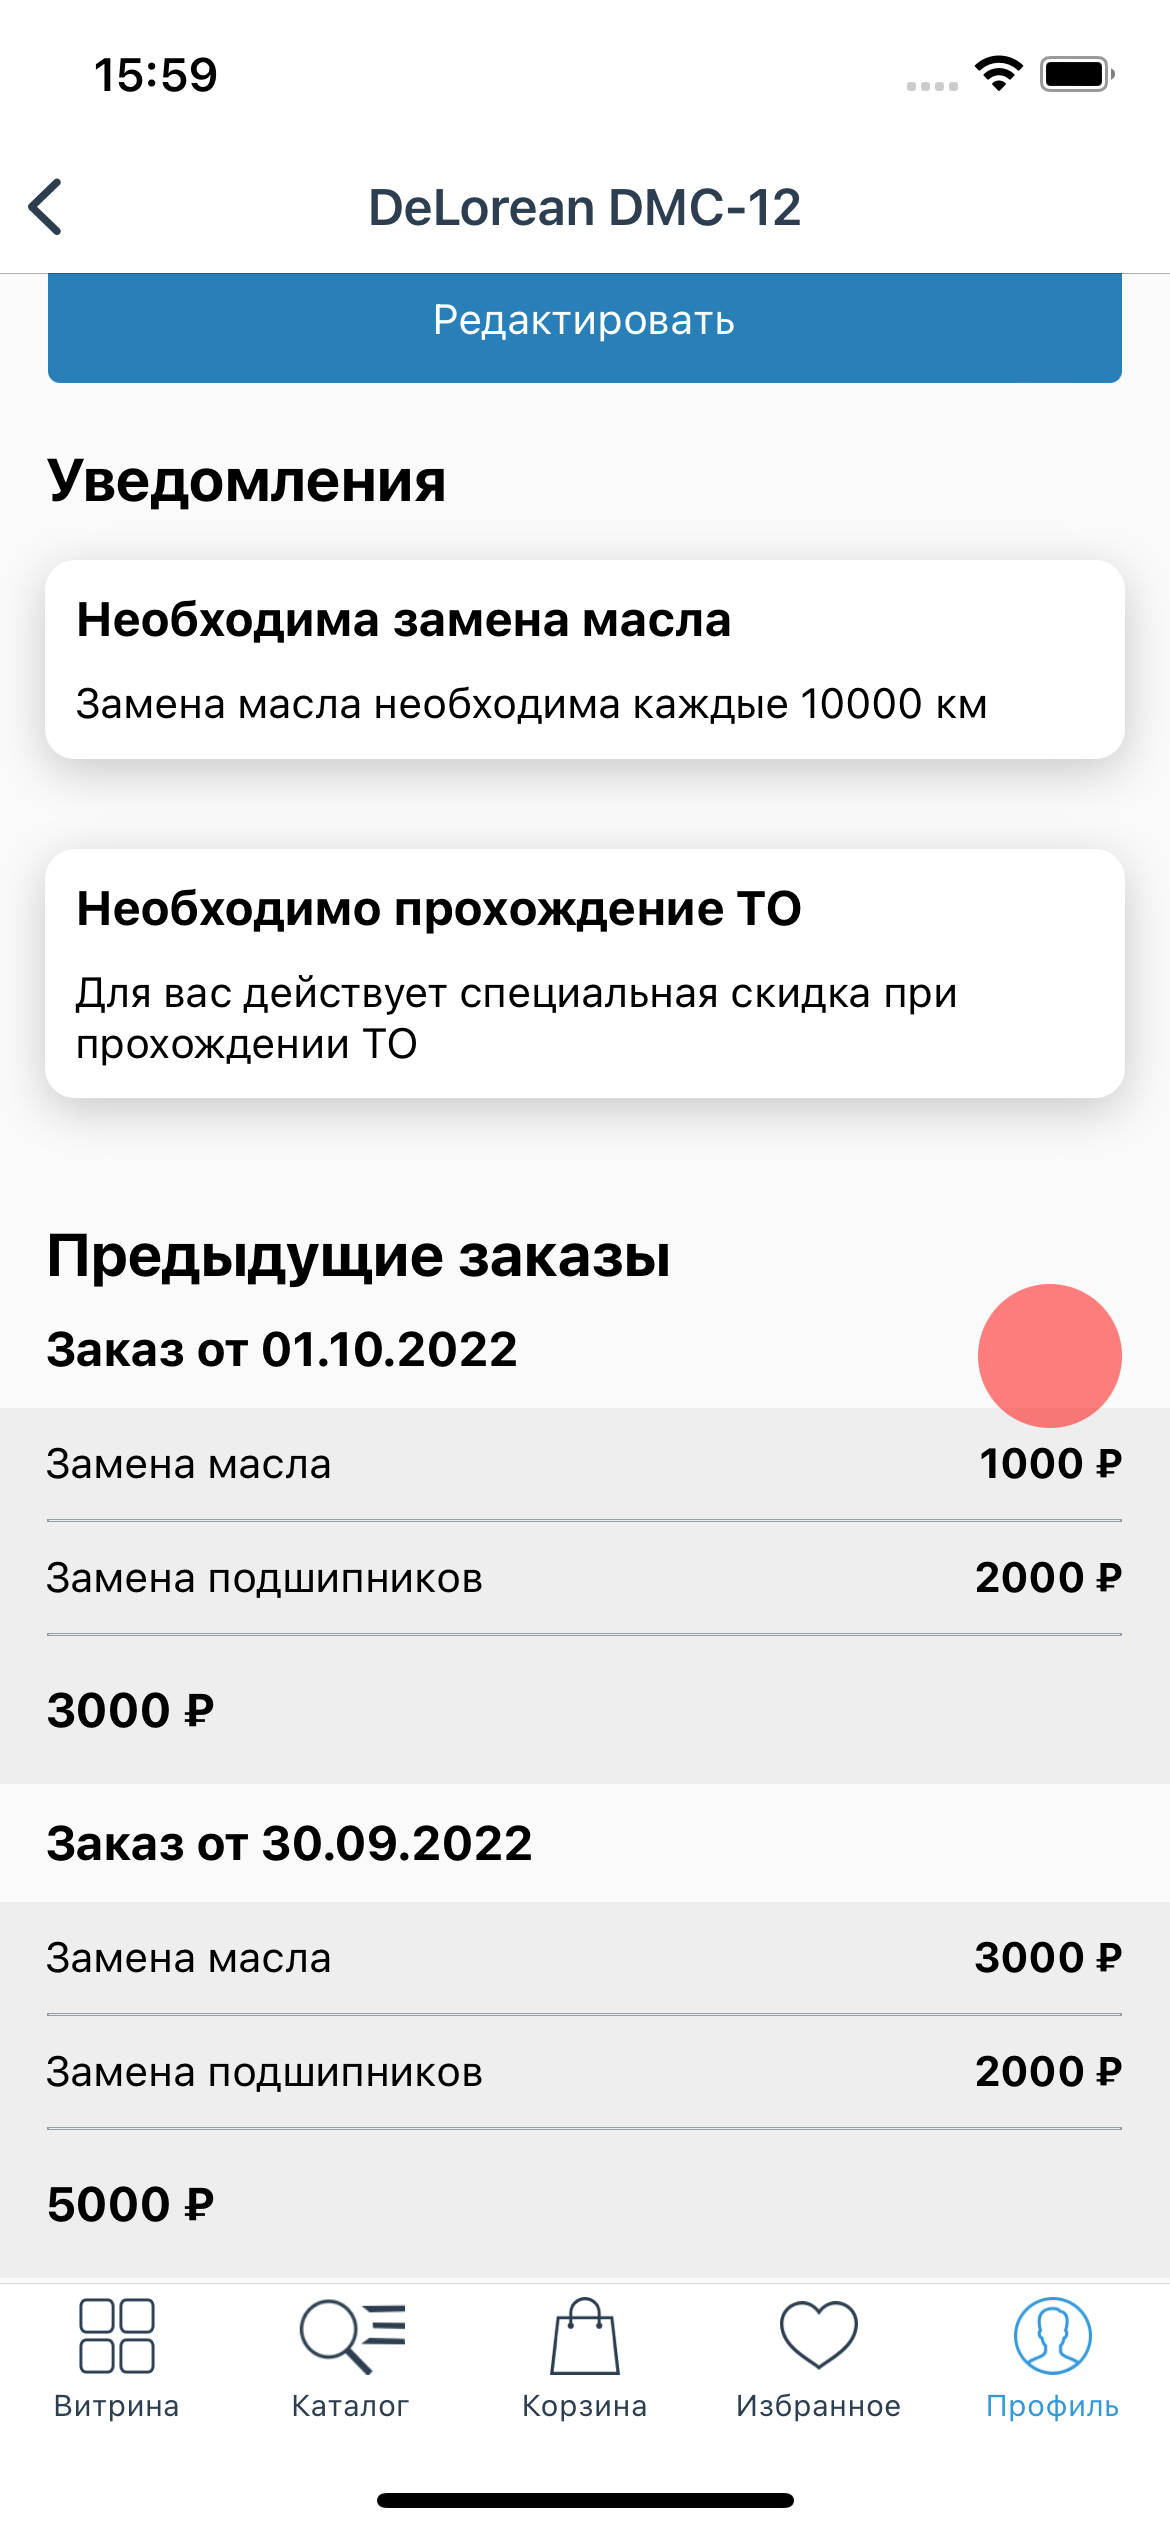 15:59
DeLorean DMC-12
Редактировать
Уведомления
Необходима замена масла
Замена масла необходима каждые 10000 км
Необходимо прохождение ТО
Для вас действует специальная скидка при
прохождении ТО
Предыдущие заказы
Заказ от 01.10.2022
Замена масла 1000 ₽
Замена подшипников 2000 ₽
3000 ₽
Заказ от 30.09.2022
Замена масла 3000 ₽
Замена подшипников 2000 ₽
5000 ₽
Витрина Каталог Корзина Избранное Профиль